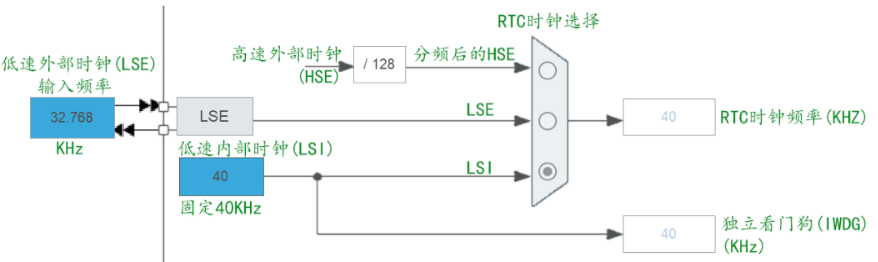 RTC时钟选择
高速外部时钟
(HSE)
/ 128
分频后的HSE
低速外部时钟(LSE)
输入频率
32.768
KHz
LSE
LSE
40
RTC时钟频率(KHZ)
低速内部时钟(LSI)
40
固定40KHz
LSI
40
独立看门狗(IWDG)
(KHz)